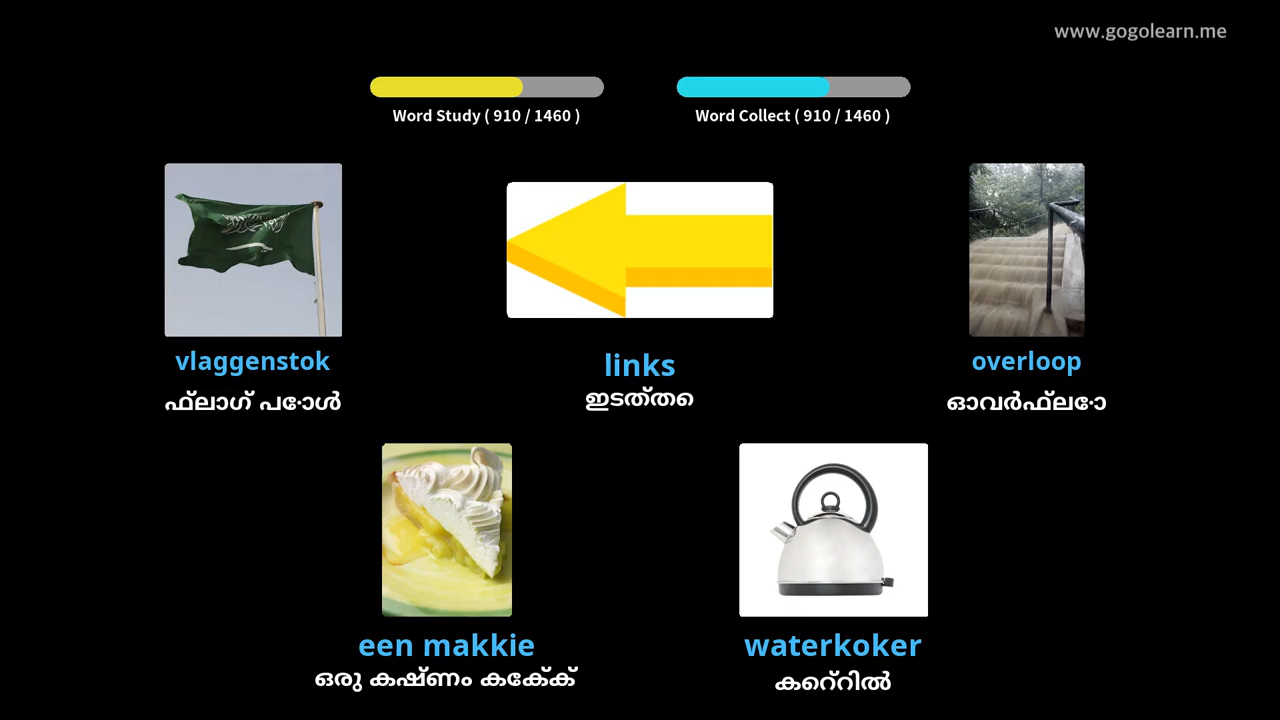 www.gogolearn.me
Word Study ( 910 / 1460 )
Word Collect ( 910 / 1460 )
vlaggenstok
ഫ്ലാഗ് പോൾ
links
ഇടത്തെ
overloop
ഓവർഫ്ലോ
een makkie
ഒരു കഷ്ണം കേക്ക്
waterkoker
കെറ്റിൽ